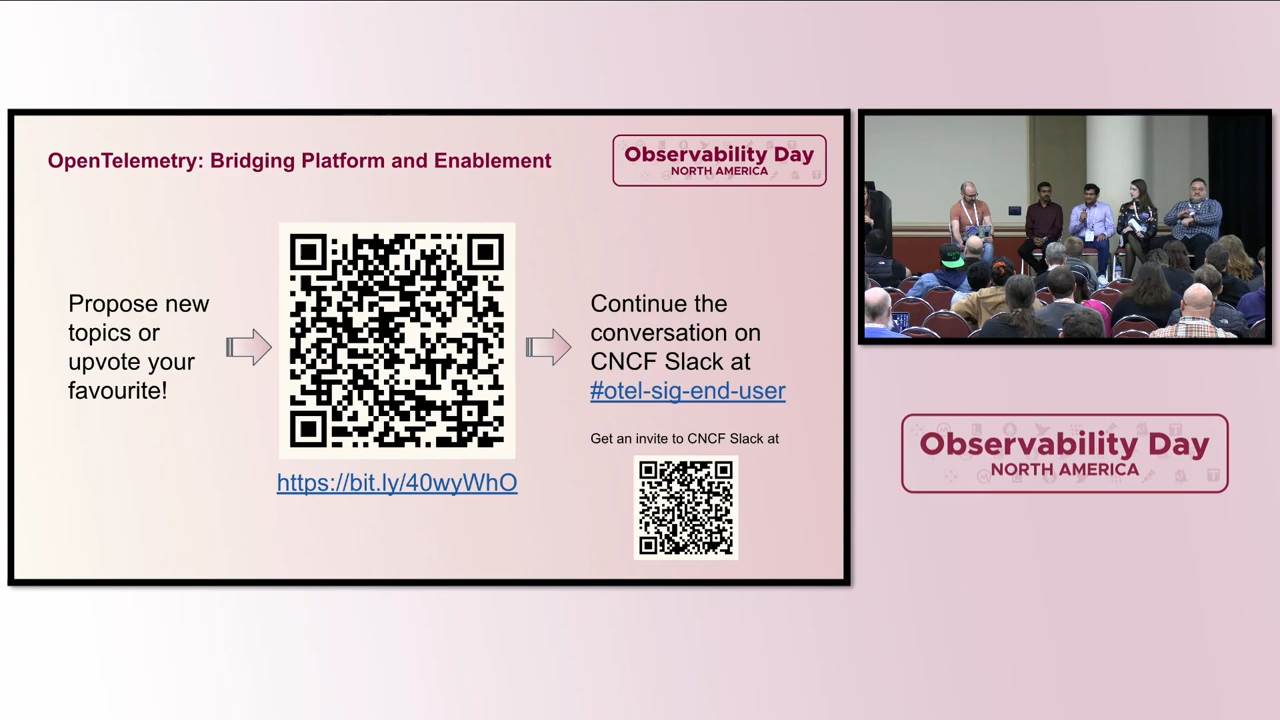 OpenTelemetry: Bridging Platform and Enablement
Observability Day
NORTH AMERICA
Propose new
topics or
upvote your
favourite!
https://bit.ly/40wyWhO
Continue the
conversation on
CNCF Slack at
#otel-sig-end-user
Get an invite to CNCF Slack at
Observability Day
NORTH AMERICA